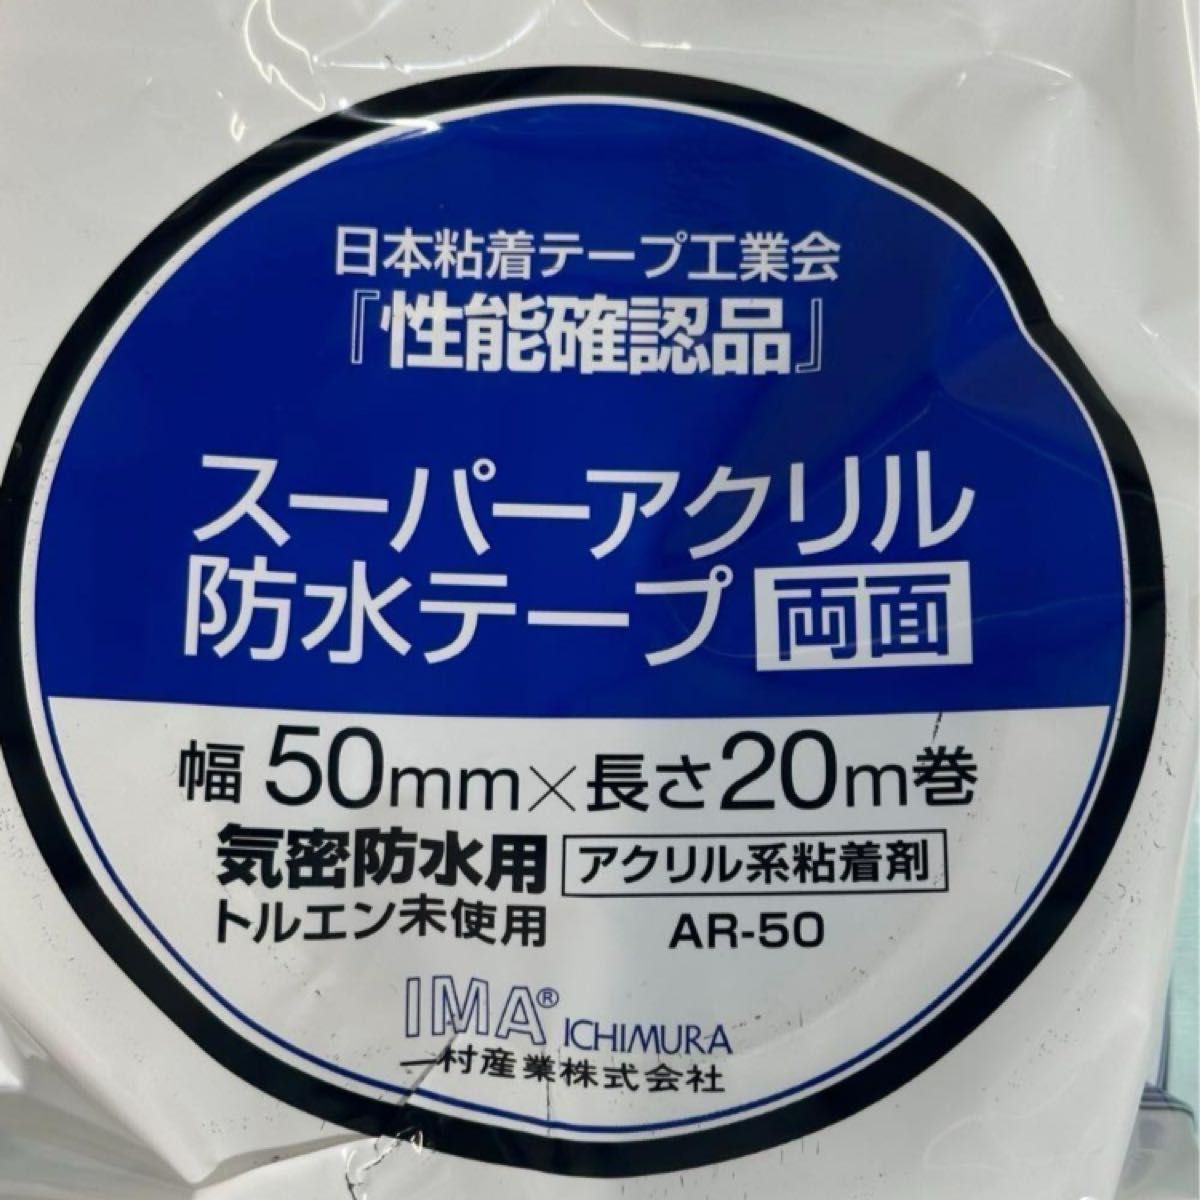 日本粘着テープ工業会
『性能確認品』
スーパーアクリル
防水テープ 両面
幅 50mm×長さ20m巻
気密防水用 アクリル系粘着剤
トルエン未使用 AR-50
IMA® ICHIMURA
一村産業株式会社